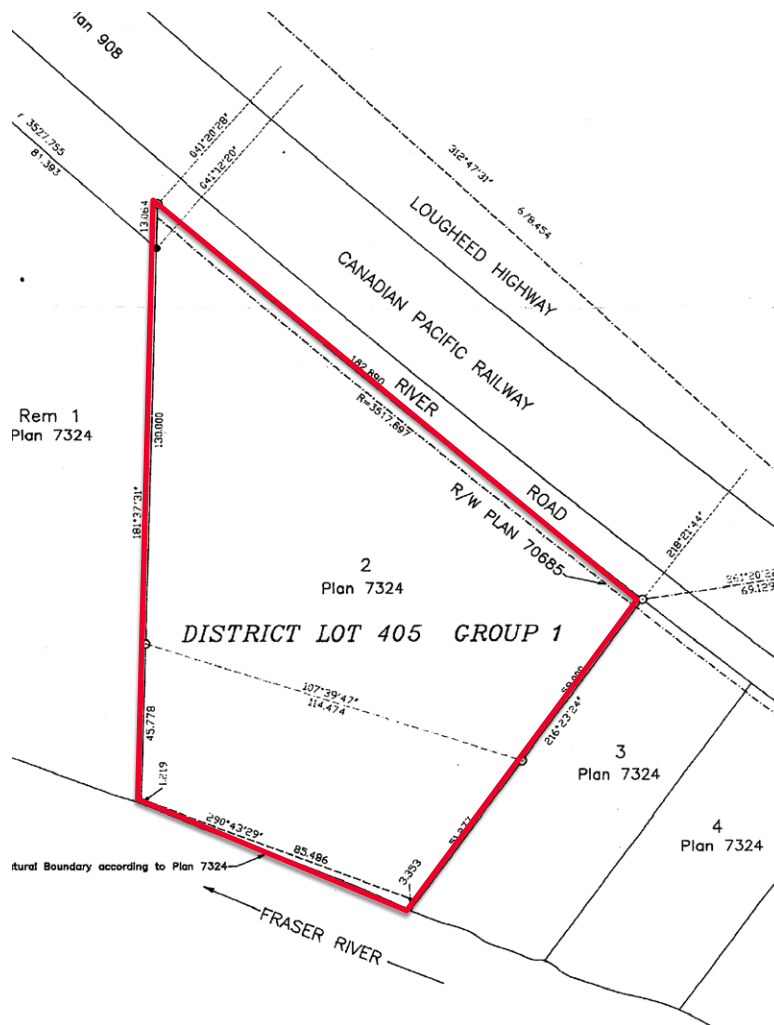 lan 908
r 3527.755
81.393
041°20'28"
041°12'20"
312°47'31"
678.454
LOUGHEED HIGHWAY
CANADIAN PACIFIC RAILWAY
13.064
182.890
R=3517.697
RIVER
ROAD
R/W PLAN 70685
218°21'44"
69.129
Rem 1
Plan 7324
130.000
181°37'31"
2
Plan 7324
DISTRICT LOT 405 GROUP 1
107°39'47"
114.474
216°23'24"
45.778
1.219
3
Plan 7324
4
Plan 7324
290°43'29"
85.486
3.353
tural Boundary according to Plan 7324
FRASER RIVER